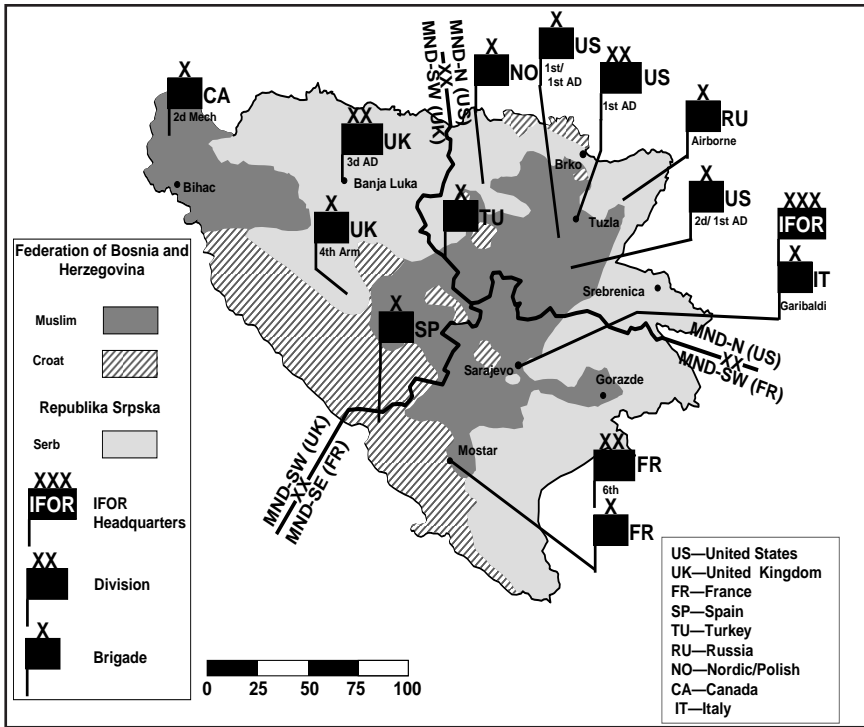 X
CA
2d Mech
XX
UK
3d AD
X
UK
4th Arm
MND-SW (UK)
XX
MND-N (US)
X
NO
X
US
1st/
1st AD
XX
US
1st AD
X
RU
Airborne
X
US
2d/ 1st AD
XXX
IFOR
X
IT
Garibaldi
X
TU
X
SP
Bihac
Banja Luka
Brko
Tuzla
Srebrenica
Sarajevo
Gorazde
Mostar
MND-N (US)
XX
MND-SW (FR)
MND-SW (UK)
XX
MND-SE (FR)
XX
FR
6th
X
FR
Federation of Bosnia and
Herzegovina
Muslim
Croat
Republika Srpska
Serb
XXX
IFOR
IFOR
Headquarters
XX
Division
X
Brigade
0 25 50 75 100
US—United States
UK—United Kingdom
FR—France
SP—Spain
TU—Turkey
RU—Russia
NO—Nordic/Polish
CA—Canada
IT—Italy